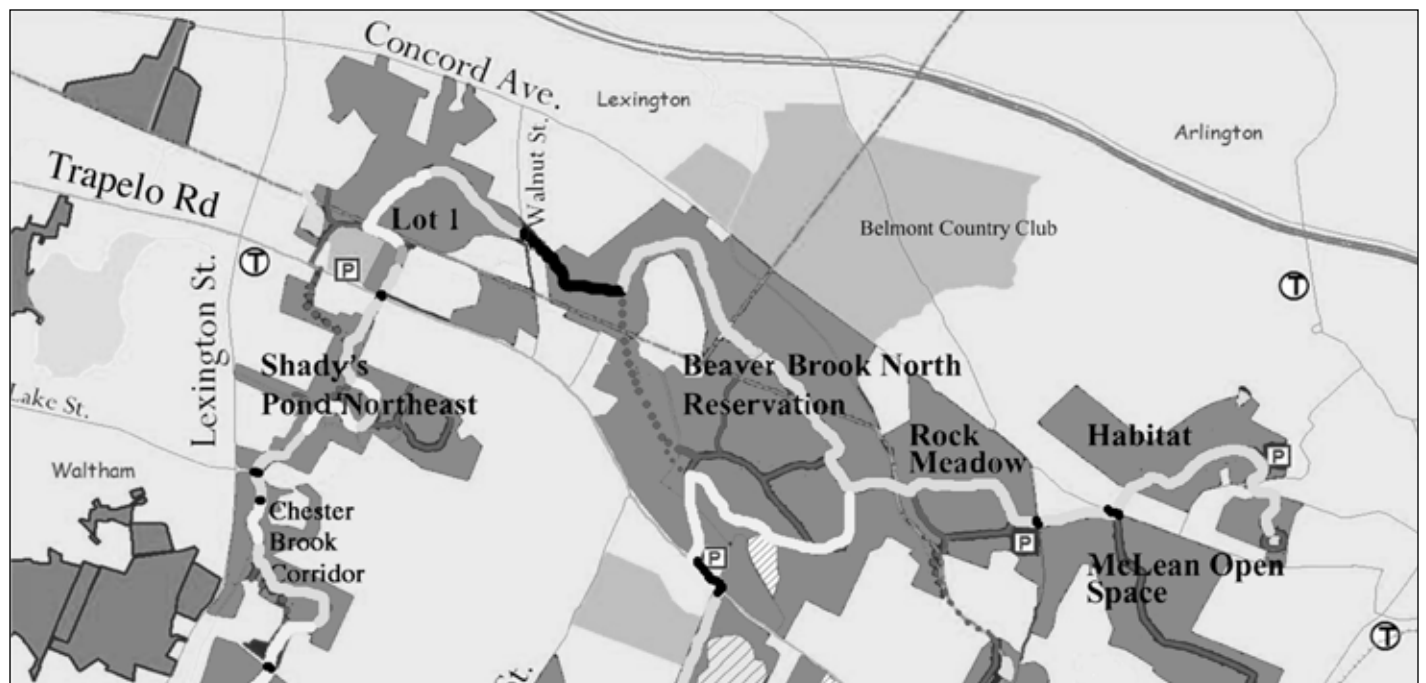 Concord Ave.
Lexington
Arlington
Trapelo Rd
Walnut St.
Lot 1
P
Belmont Country Club
T
T
Lexington St.
Shady's
Pond Northeast
Beaver Brook North
Reservation
Lake St.
Rock
Meadow
Habitat
P
Waltham
Chester
Brook
Corridor
P
P
McLean Open
Space
T
St.